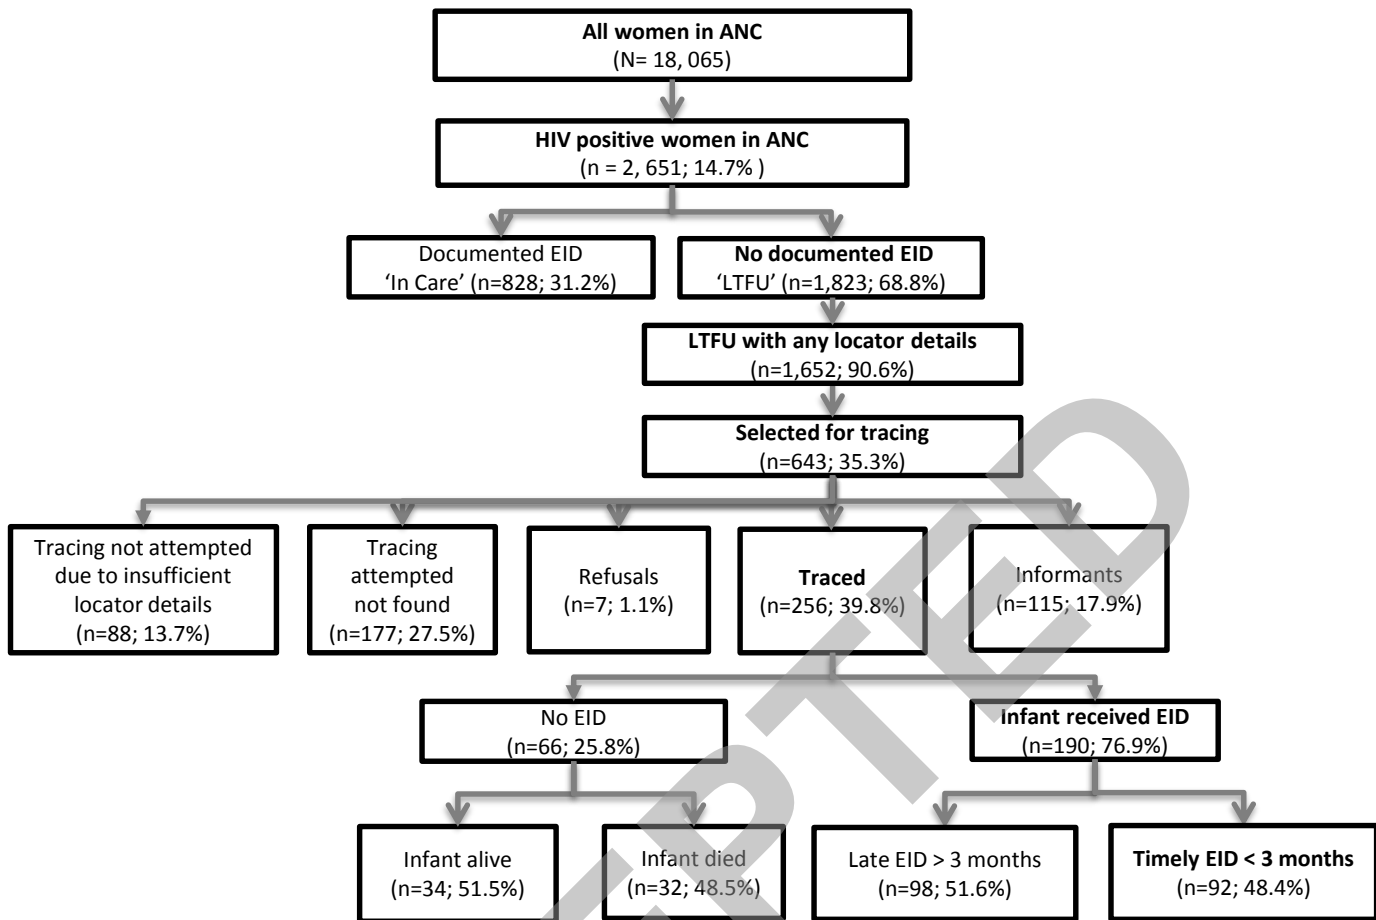 All women in ANC
(N= 18, 065)
HIV positive women in ANC
(n = 2, 651; 14.7% )
Documented EID
‘In Care’ (n=828; 31.2%)
No documented EID
‘LTFU’ (n=1,823; 68.8%)
LTFU with any locator details
(n=1,652; 90.6%)
Selected for tracing
(n=643; 35.3%)
Tracing not attempted
due to insufficient
locator details
(n=88; 13.7%)
Tracing
attempted
not found
(n=177; 27.5%)
Refusals
(n=7; 1.1%)
Traced
(n=256; 39.8%)
Informants
(n=115; 17.9%)
No EID
(n=66; 25.8%)
Infant received EID
(n=190; 76.9%)
Infant alive
(n=34; 51.5%)
Infant died
(n=32; 48.5%)
Late EID > 3 months
(n=98; 51.6%)
Timely EID < 3 months
(n=92; 48.4%)
PTED